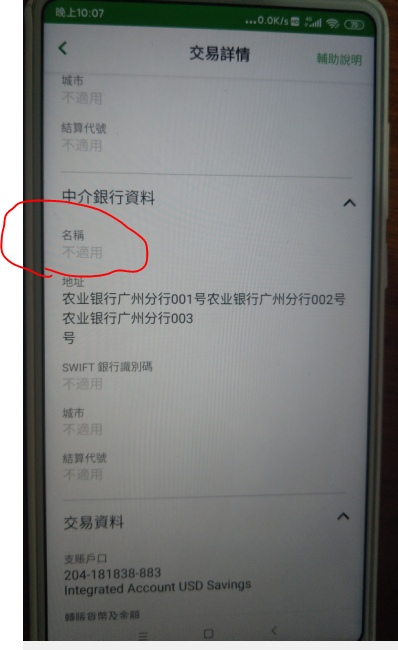 晚上10:07
...0.0K/s HD 4G 76
交易詳情
輔助說明
城市
不適用
結算代號
不適用
中介銀行資料
名稱
不適用
地址
农业银行广州分行001号农业银行广州分行002号
农业银行广州分行003
号
SWIFT 銀行識別碼
不適用
城市
不適用
結算代號
不適用
交易資料
支賬戶口
204-181838-883
Integrated Account USD Savings
轉賬貨幣及金額